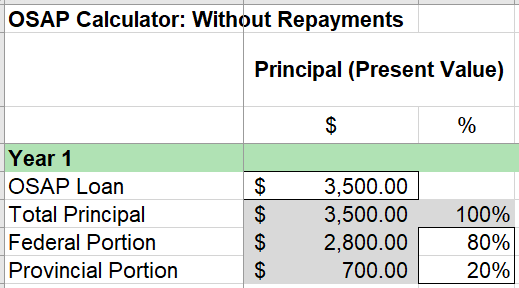 OSAP Calculator: Without Repayments
Principal (Present Value)
$ %
Year 1
OSAP Loan $ 3,500.00
Total Principal $ 3,500.00 100%
Federal Portion $ 2,800.00 80%
Provincial Portion $ 700.00 20%